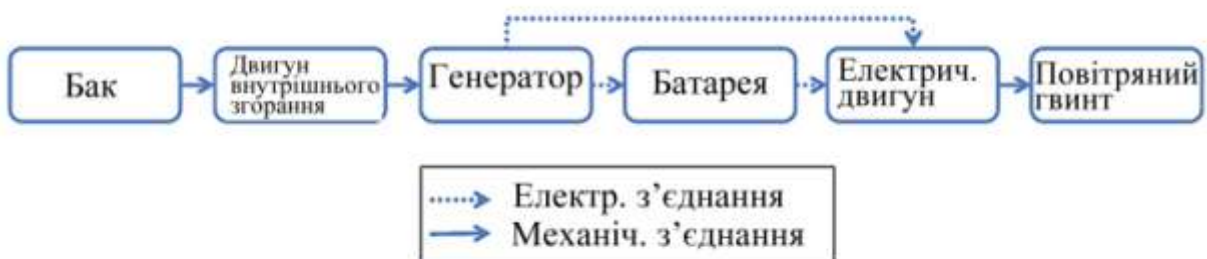 Бак
Двигун
внутрішнього
згорання
Генератор
Батарея
Електрич.
двигун
Повітряний
гвинт
Електр. з’єднання
Механіч. з’єднання